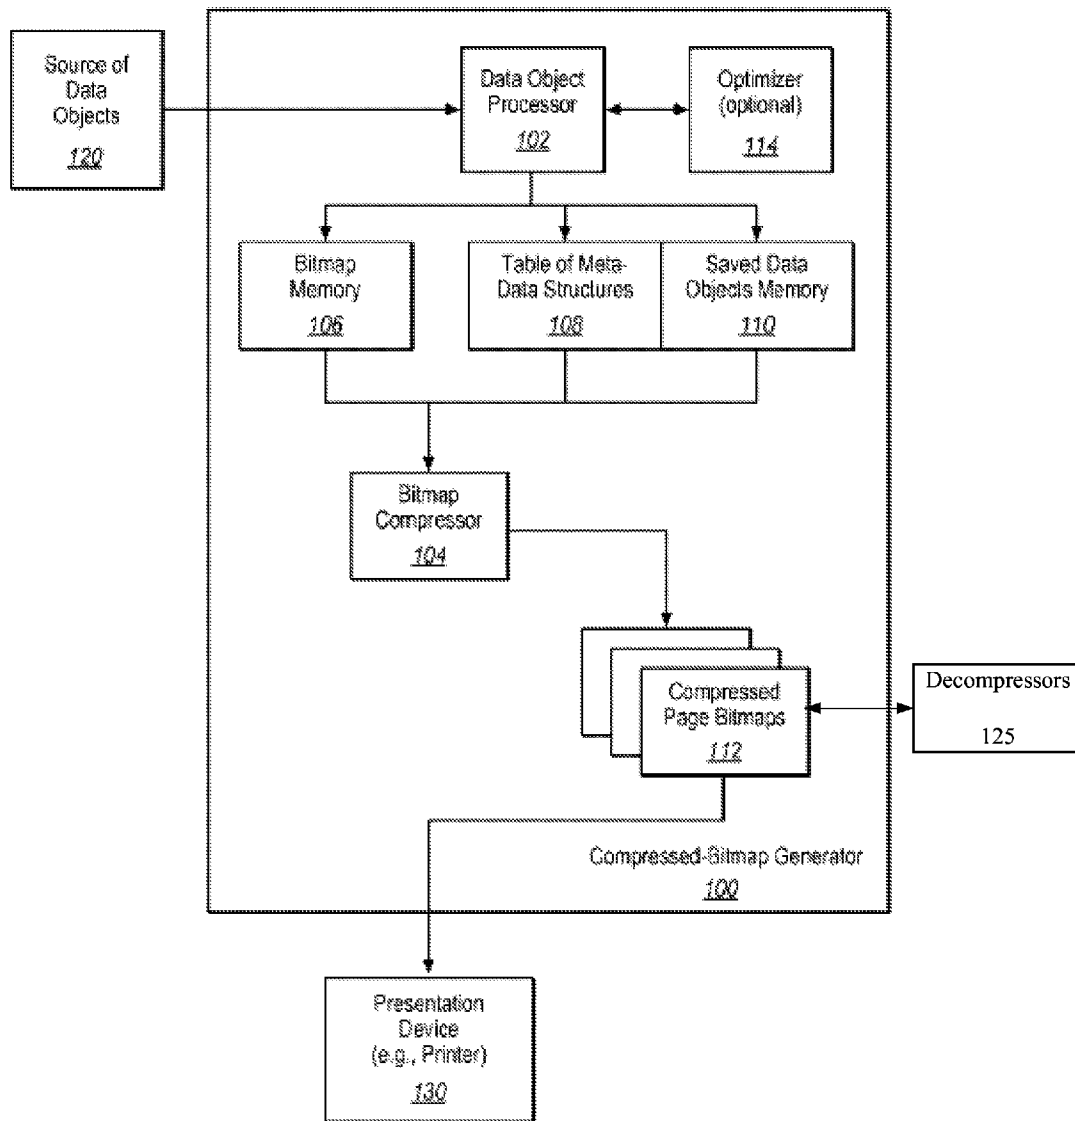 Source of
Data
Objects
120
Data Object
Processor
102
Optimizer
(optional)
114
Bitmap
Memory
106
Table of Meta-
Data Structures
108
Saved Data
Objects Memory
110
Bitmap
Compressor
104
Compressed
Page Bitmaps
112
Decompressors
125
Compressed-Bitmap Generator
100
Presentation
Device
(e.g., Printer)
130